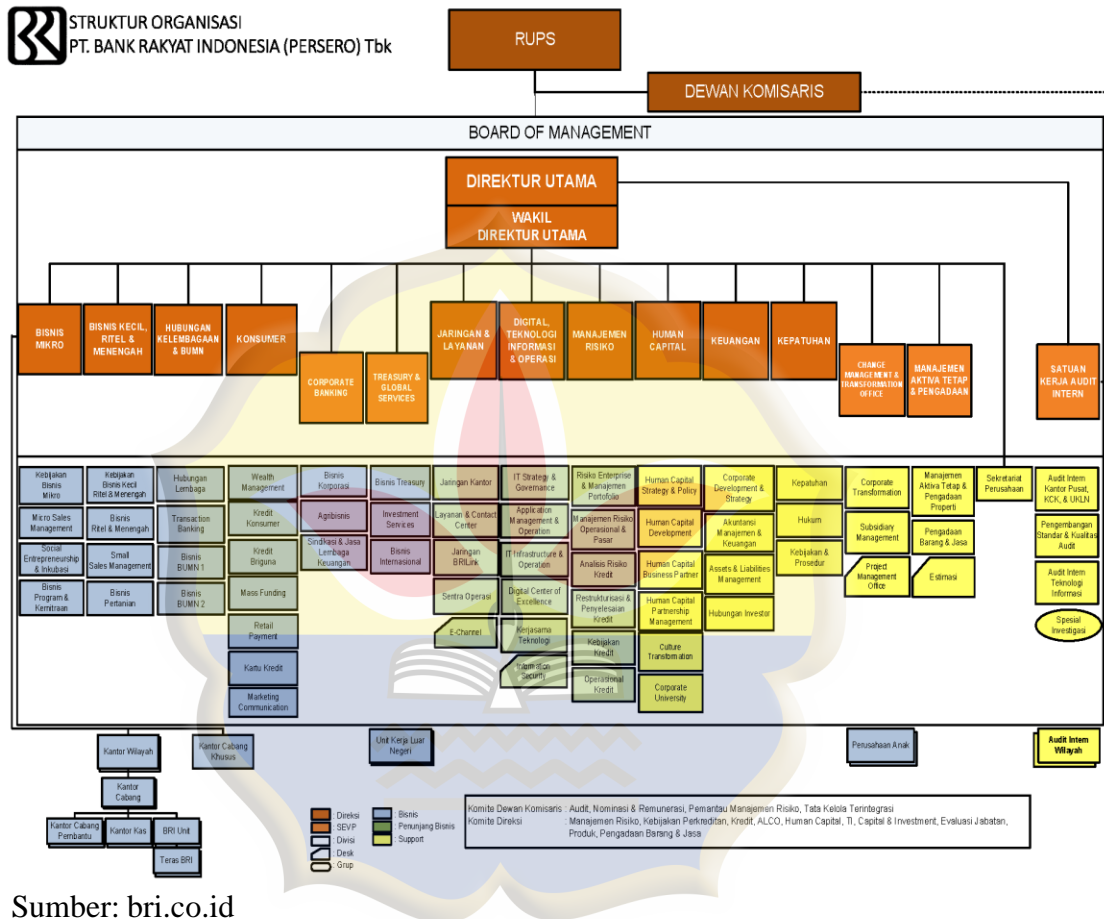 BRI
STRUKTUR ORGANISASI
PT. BANK RAKYAT INDONESIA (PERSERO) Tbk
RUPS
DEWAN KOMISARIS
BOARD OF MANAGEMENT
DIREKTUR UTAMA
WAKIL
DIREKTUR UTAMA
BISNIS
MIKRO
BISNIS KECIL,
RITEL &
MENENGAH
HUBUNGAN
KELEMBAGAAN
& BUMN
KONSUMER
CORPORATE
BANKING
TREASURY &
GLOBAL
SERVICES
JARINGAN &
LAYANAN
DIGITAL,
TEKNOLOGI
INFORMASI
& OPERASI
MANAJEMEN
RISIKO
HUMAN
CAPITAL
KEUANGAN
KEPATUHAN
CHANGE
MANAGEMENT &
TRANSFORMATION
OFFICE
MANAJEMEN
AKTIVA TETAP
& PENGADAAN
SATUAN
KERJA AUDIT
INTERN
Kebijakan
Bisnis
Mikro
Micro Sales
Management
Social
Entrepreneurship
& Inkubasi
Bisnis
Program &
Kemitraan
Kebijakan
Bisnis Kecil
Ritel & Menengah
Bisnis
Ritel & Menengah
Small
Sales Management
Bisnis
Pertanian
Hubungan
Lembaga
Transaction
Banking
Bisnis
BUMN 1
Bisnis
BUMN 2
Wealth
Management
Kredit
Konsumer
Kredit
Briguna
Mass Funding
Retail
Payment
Kartu Kredit
Marketing
Communication
Bisnis
Korporasi
Agribisnis
Sindikasi & Jasa
Lembaga
Keuangan
Bisnis Treasury
Investment
Services
Bisnis
Internasional
Jaringan Kantor
Layanan & Contact
Center
Jaringan
BRILink
Sentra Operasi
E-Channel
IT Strategy &
Governance
Application
Management &
Operation
IT Infrastructure &
Operation
Digital Center of
Excellence
Kerjasama
Teknologi
Information
Security
Risiko Enterprise
& Manajemen
Portofolio
Manajemen Risiko
Operasional &
Pasar
Analisis Risiko
Kredit
Restrukturisasi &
Penyelesaian
Kredit
Kebijakan
Kredit
Operasional
Kredit
Human Capital
Strategy & Policy
Human Capital
Development
Human Capital
Business Partner
Human Capital
Partnership
Management
Culture
Transformation
Corporate
University
Corporate
Development &
Strategy
Akuntansi
Manajemen &
Keuangan
Assets & Liabilities
Management
Hubungan Investor
Kepatuhan
Hukum
Kebijakan &
Prosedur
Corporate
Transformation
Subsidiary
Management
Project
Management
Office
Manajemen
Aktiva Tetap &
Pengadaan
Properti
Pengadaan
Barang & Jasa
Estimasi
Sekretariat
Perusahaan
Audit Intern
Kantor Pusat,
KCK, & UKLN
Pengembangan
Standar & Kualitas
Audit
Audit Intern
Teknologi
Informasi
Spesial
Investigasi
Kantor Wilayah
Kantor Cabang
Khusus
Unit Kerja Luar
Negeri
Perusahaan Anak
Audit Intern
Wilayah
Kantor
Cabang
Kantor Cabang
Pembantu
Kantor Kas
BRI Unit
Teras BRI
: Direksi
: SEVP
: Divisi
: Desk
: Grup
: Bisnis
: Penunjang Bisnis
: Support
Komite Dewan Komisaris : Audit, Nominasi & Remunerasi, Pemantau Manajemen Risiko, Tata Kelola Terintegrasi
Komite Direksi : Manajemen Risiko, Kebijakan Perkreditan, Kredit, ALCO, Human Capital, TI, Capital & Investment, Evaluasi Jabatan,
Produk, Pengadaan Barang & Jasa
Sumber: bri.co.id